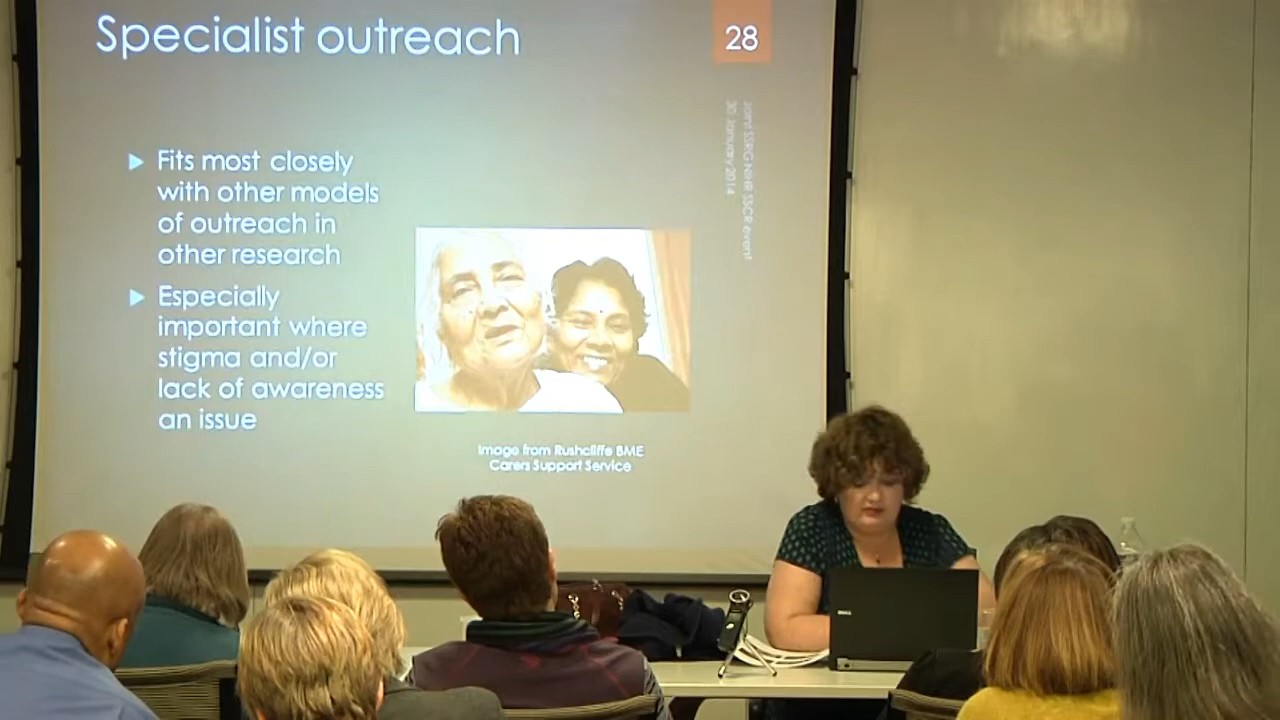 Specialist outreach
28
Joint SSRG NIHR SSCR event
30 January 2014
Fits most closely
with other models
of outreach in
other research
Especially
important where
stigma and/or
lack of awareness
an issue
Image from Rushcliffe BME
Carers Support Service
DELL